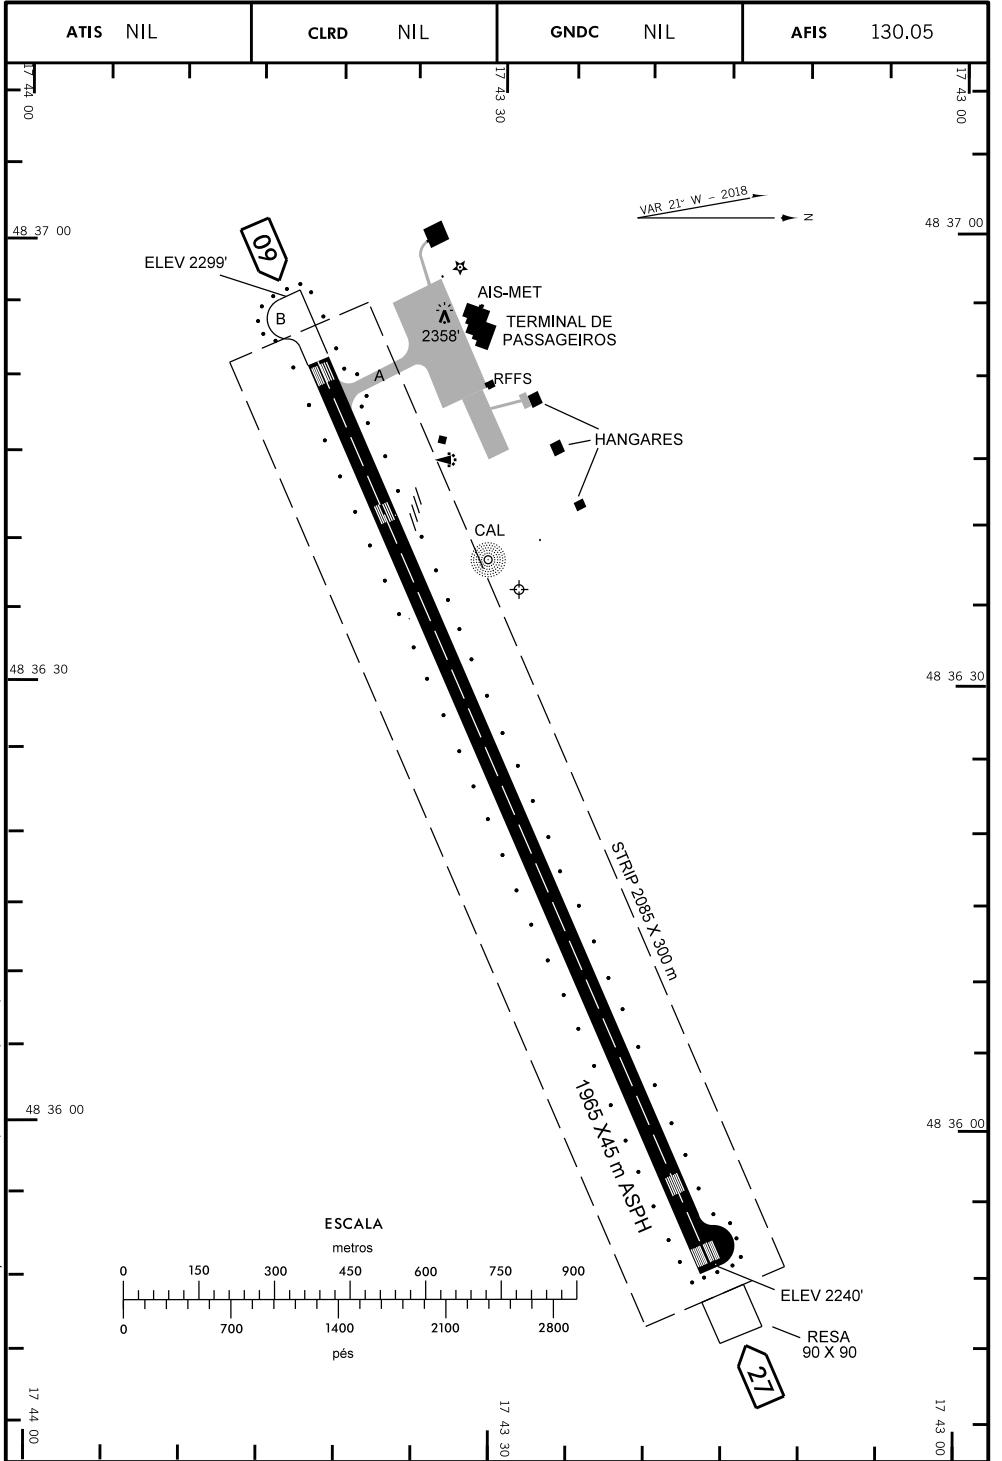 ATIS NIL
CLRD NIL
GNDC NIL
AFIS 130.05
17 44 00
17 43 30
17 43 00
VAR 21° W - 2018
N
48 37 00
48 37 00
09
ELEV 2299'
B
AIS-MET
2358'
TERMINAL DE
PASSAGEIROS
A
RFFS
HANGARES
CAL
48 36 30
48 36 30
STRIP 2085 X 300 m
1965 X45 m ASPH
48 36 00
48 36 00
ESCALA
metros
0 150 300 450 600 750 900
0 700 1400 2100 2800
pés
ELEV 2240'
RESA
90 X 90
27
17 44 00
17 43 30
17 43 00